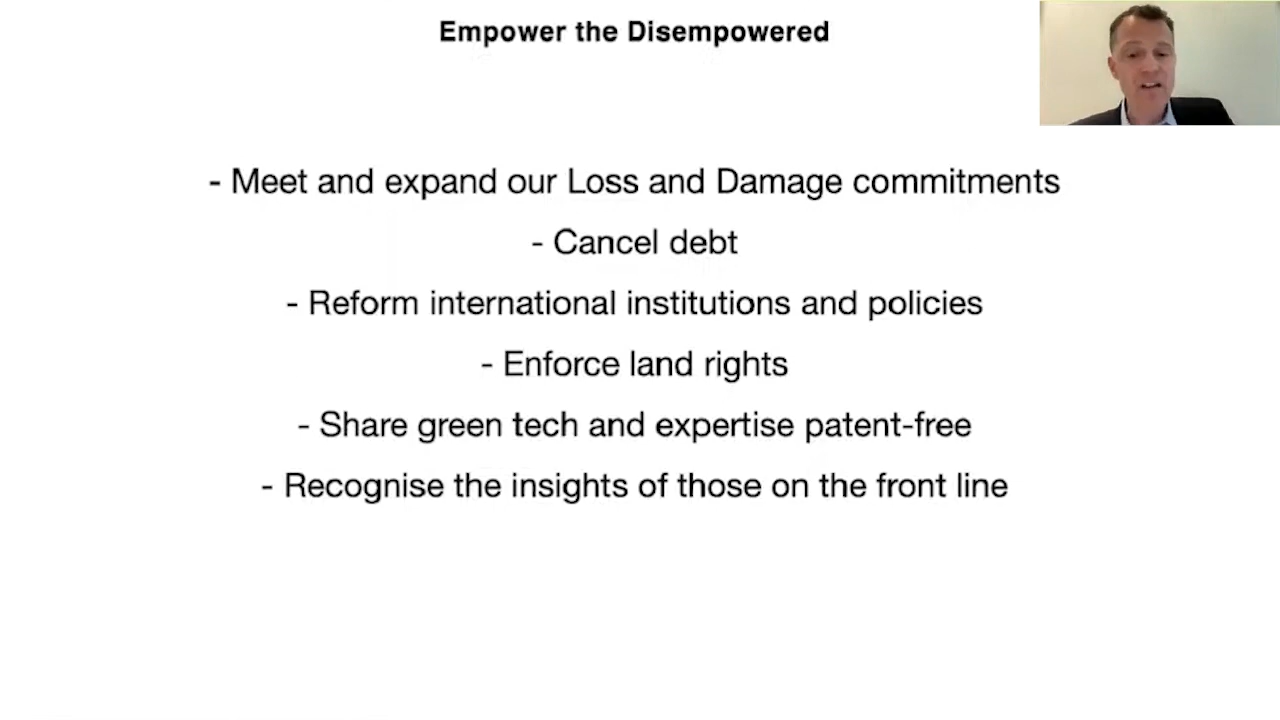 Empower the Disempowered
- Meet and expand our Loss and Damage commitments
- Cancel debt
- Reform international institutions and policies
- Enforce land rights
- Share green tech and expertise patent-free
- Recognise the insights of those on the front line